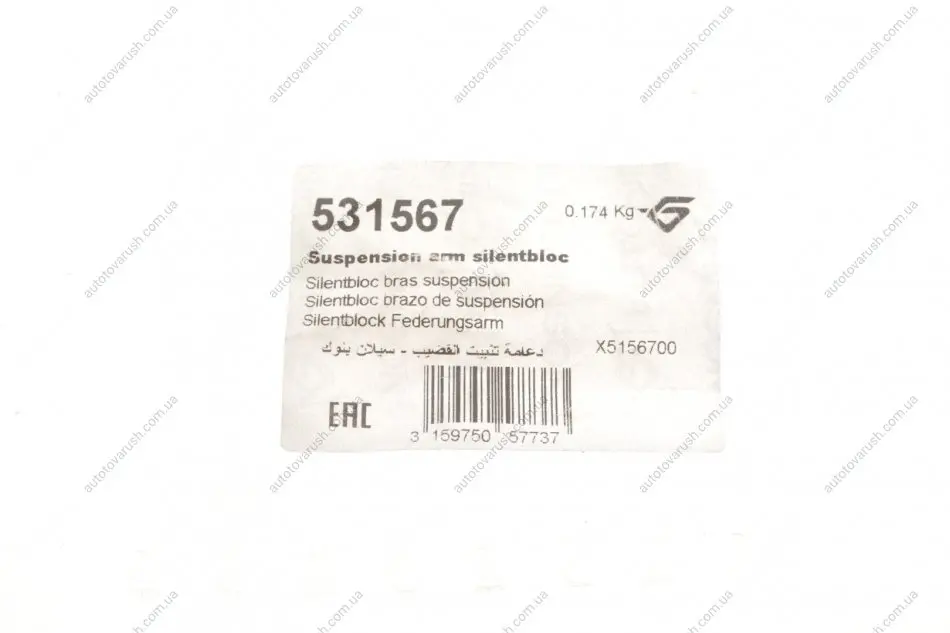 531567
0.174 Kg
Suspension arm silentbloc
Silentbloc bras suspensión
Silentbloc brazo de suspensión
Silentblock Federungsarm
دعامة تثبيت القضيب - سيلان بلوك
X5156700
EAC
3 159750 57737
autotovarush.com.ua